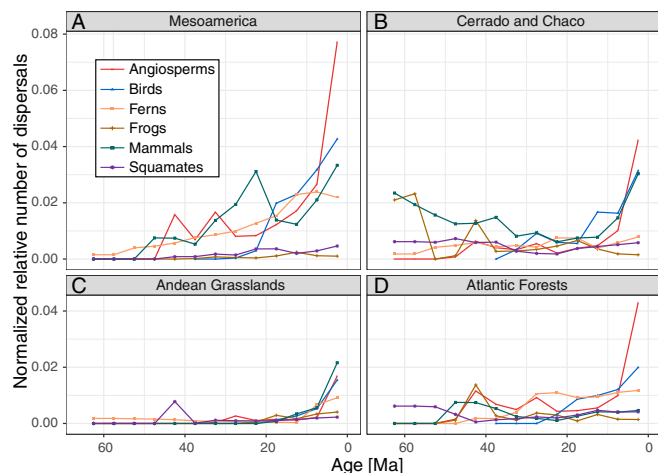 A Mesoamerica
B Cerrado and Chaco
0.08
0.06
0.04
0.02
0.00
Angiosperms
Birds
Ferns
Frogs
Mammals
Squamates
C Andean Grasslands
D Atlantic Forests
0.04
0.02
0.00
60 40 20 0
60 40 20 0
Normalized relative number of dispersals
Age [Ma]